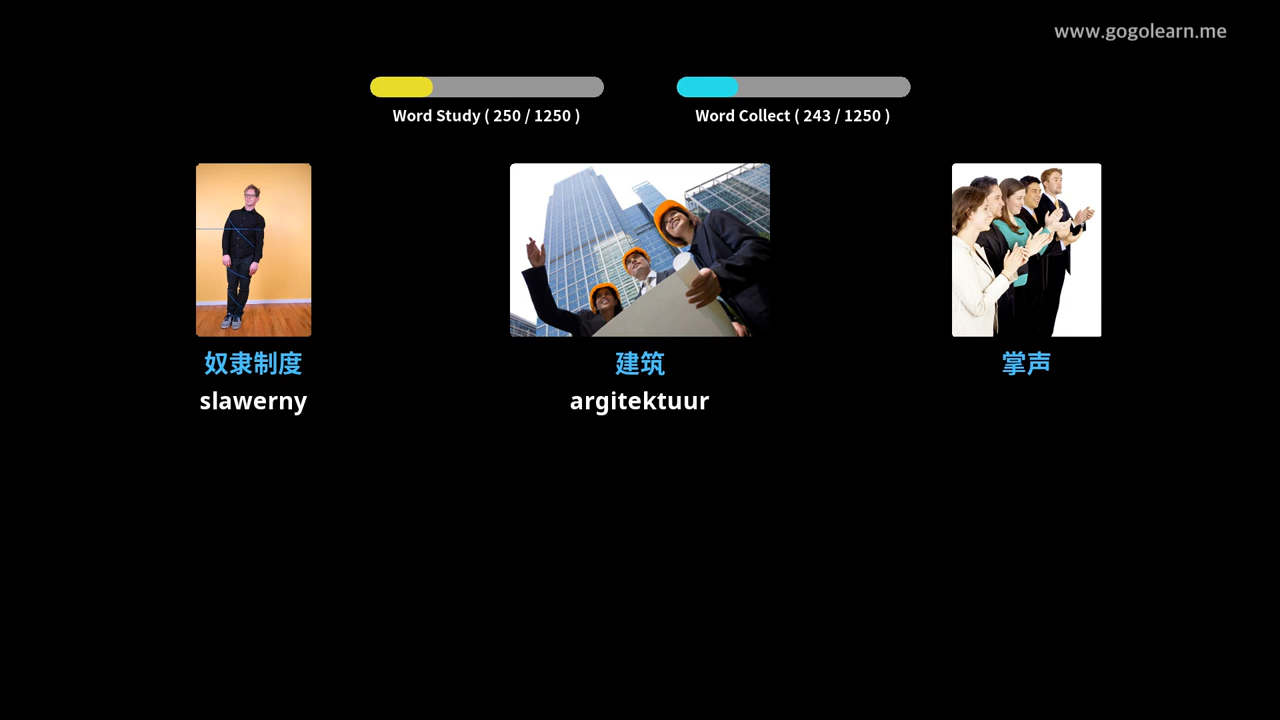 www.gogolearn.me
Word Study ( 250 / 1250 )
Word Collect ( 243 / 1250 )
奴隶制度
建筑
掌声
slawerny
argitektuur